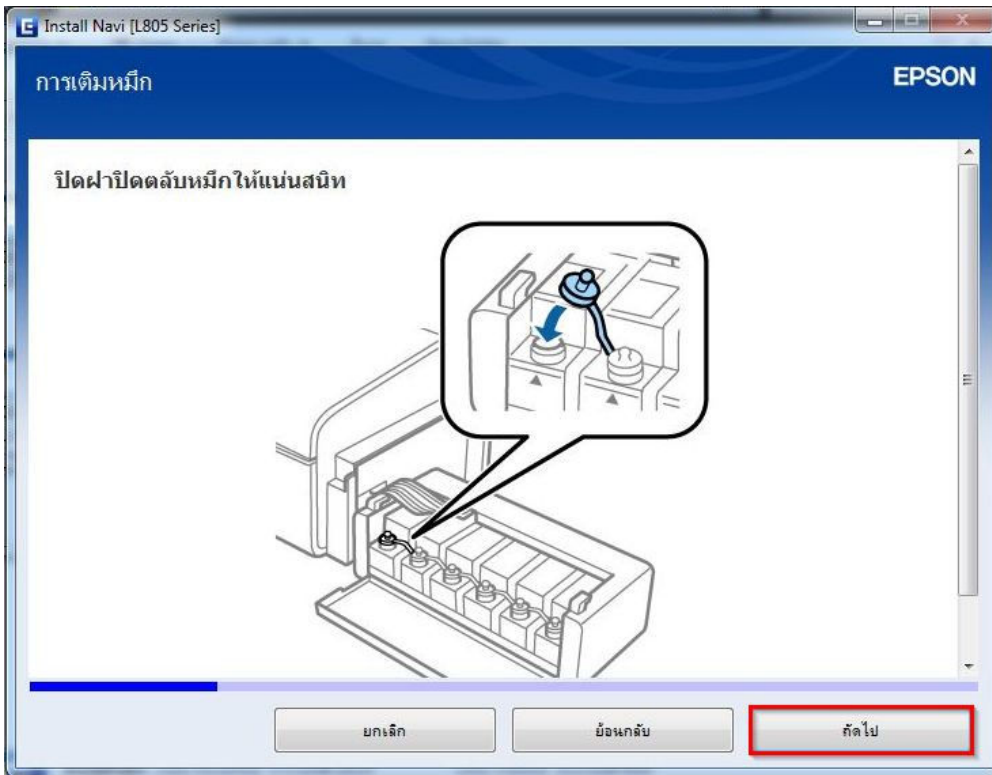 Install Navi [L805 Series]
การเติมหมึก
EPSON
ปิดฝาปิดตลับหมึกให้แน่นสนิท
ยกเลิก
ย้อนกลับ
ถัดไป